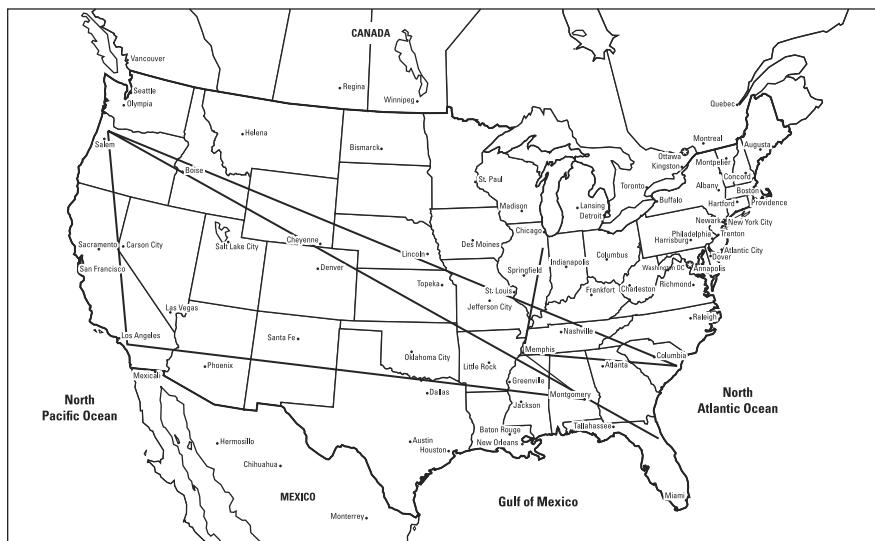 CANADA
Vancouver
Seattle
Olympia
Salem
Boise
Helena
Regina
Winnipeg
Bismarck
St. Paul
Madison
Lansing
Detroit
Chicago
Quebec
Montreal
Ottawa
Kingston
Toronto
Buffalo
Augusta
Montpelier
Concord
Albany
Boston
Hartford
Providence
Newark
New York City
Philadelphia
Trenton
Harrisburg
Atlantic City
Dover
Washington DC
Annapolis
Richmond
Charleston
Columbus
Indianapolis
Frankfort
Springfield
Des Moines
Lincoln
Cheyenne
Salt Lake City
Denver
Topeka
St. Louis
Jefferson City
Sacramento
Carson City
San Francisco
Las Vegas
Los Angeles
Mexicali
Phoenix
Santa Fe
Oklahoma City
Little Rock
Memphis
Nashville
Raleigh
Columbia
Atlanta
Greenville
Montgomery
Jackson
Dallas
Austin
Houston
Baton Rouge
New Orleans
Tallahassee
Miami
Hermosillo
Chihuahua
Monterrey
MEXICO
Gulf of Mexico
North
Pacific Ocean
North
Atlantic Ocean